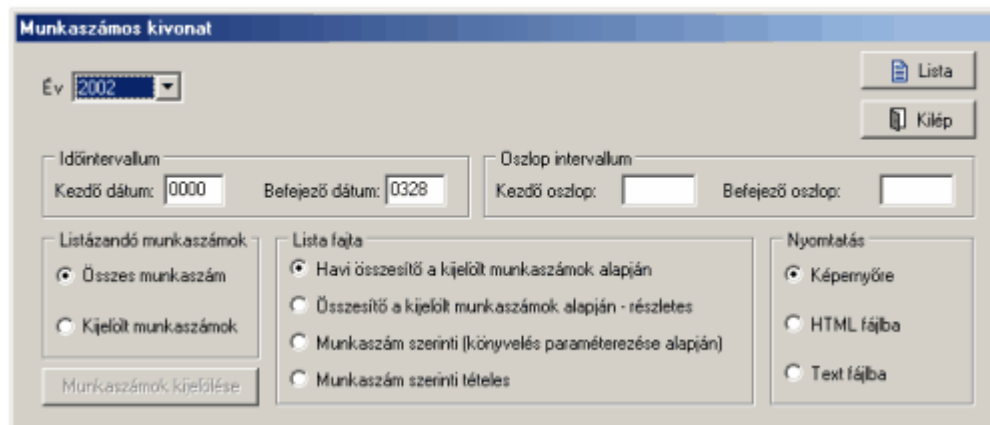 Munkaszámos kivonat
Év 2002
Lista
Kilép
Időintervallum
Kezdő dátum: 0000 Befejező dátum: 0328
Oszlop intervallum
Kezdő oszlop: Befejező oszlop:
Listázandó munkaszámok
Összes munkaszám
Kijelölt munkaszámok
Munkaszámok kijelölése
Lista fajta
Havi összesítő a kijelölt munkaszámok alapján
Összesítő a kijelölt munkaszámok alapján - részletes
Munkaszám szerinti (könyvelés paraméterezése alapján)
Munkaszám szerinti tételes
Nyomtatás
Képernyőre
HTML fájlba
Text fájlba